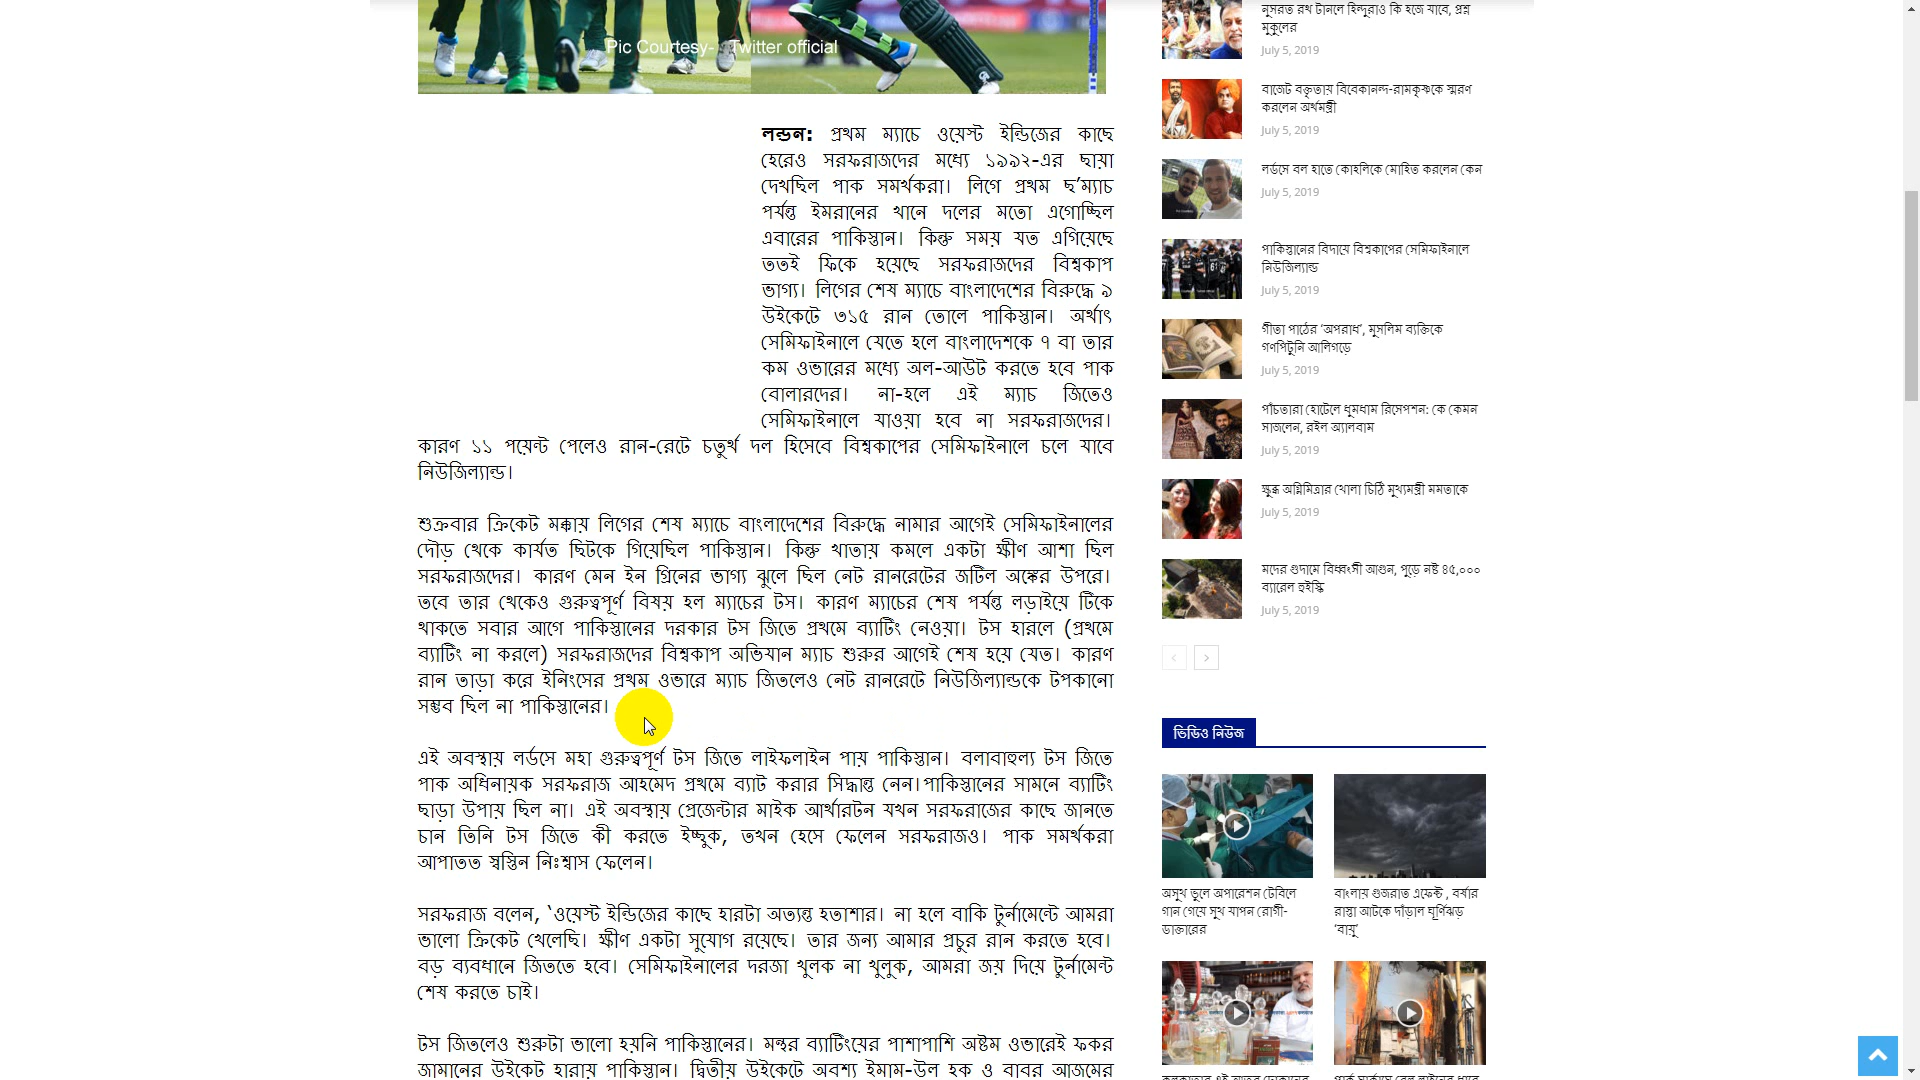 Pic Courtesy- Twitter official
লন্ডন: প্রথম ম্যাচে ওয়েস্ট ইন্ডিজের কাছে
হেরেও সরফরাজদের মধ্যে ১৯৯২-এর ছায়া
দেখছিল পাক সমর্থকরা। লিগে প্রথম ছ’ম্যাচ
পর্যন্ত ইমরানের খানে দলের মতো এগোচ্ছিল
এবারের পাকিস্তান। কিন্তু সময় যত এগিয়েছে
ততই ফিকে হয়েছে সরফরাজদের বিশ্বকাপ
ভাগ্য। লিগের শেষ ম্যাচে বাংলাদেশের বিরুদ্ধে ৯
উইকেটে ৩১৫ রান তোলে পাকিস্তান। অর্থাৎ
সেমিফাইনালে যেতে হলে বাংলাদেশকে ৭ বা তার
কম ওভারের মধ্যে অল-আউট করতে হবে পাক
বোলারদের। না-হলে এই ম্যাচ জিতেও
সেমিফাইনালে যাওয়া হবে না সরফরাজদের।
কারণ ১১ পয়েন্ট পেলেও রান-রেটে চতুর্থ দল হিসেবে বিশ্বকাপের সেমিফাইনালে চলে যাবে
নিউজিল্যান্ড।
শুক্রবার ক্রিকেট মক্কায় লিগের শেষ ম্যাচে বাংলাদেশের বিরুদ্ধে নামার আগেই সেমিফাইনালের
দৌড় থেকে কার্যত ছিটকে গিয়েছিল পাকিস্তান। কিন্তু খাতায় কমলে একটা ক্ষীণ আশা ছিল
সরফরাজদের। কারণ মেন ইন গ্রিনের ভাগ্য ঝুলে ছিল নেট রানরেটের জটিল অঙ্কের উপরে।
তবে তার থেকেও গুরুত্বপূর্ণ বিষয় হল ম্যাচের টস। কারণ ম্যাচের শেষ পর্যন্ত লড়াইয়ে টিকে
থাকতে সবার আগে পাকিস্তানের দরকার টস জিতে প্রথমে ব্যাটিং নেওয়া। টস হারলে (প্রথমে
ব্যাটিং না করলে) সরফরাজদের বিশ্বকাপ অভিযান ম্যাচ শুরুর আগেই শেষ হয়ে যেত। কারণ
রান তাড়া করে ইনিংসের প্রথম ওভারে ম্যাচ জিতলেও নেট রানরেটে নিউজিল্যান্ডকে টপকানো
সম্ভব ছিল না পাকিস্তানের।
এই অবস্থায় লর্ডসে মহা গুরুত্বপূর্ণ টস জিতে লাইফলাইন পায় পাকিস্তান। বলাবাহুল্য টস জিতে
পাক অধিনায়ক সরফরাজ আহমেদ প্রথমে ব্যাট করার সিদ্ধান্ত নেন।পাকিস্তানের সামনে ব্যাটিং
ছাড়া উপায় ছিল না। এই অবস্থায় প্রেজেন্টার মাইক আর্থারটন যখন সরফরাজের কাছে জানতে
চান তিনি টস জিতে কী করতে ইচ্ছুক, তখন হেসে ফেলেন সরফরাজও। পাক সমর্থকরা
আপাতত স্বস্তিন নিঃশ্বাস ফেলেন।
সরফরাজ বলেন, ‘ওয়েস্ট ইন্ডিজের কাছে হারটা অত্যন্ত হতাশার। না হলে বাকি টুর্নামেন্টে আমরা
ভালো ক্রিকেট খেলেছি। ক্ষীণ একটা সুযোগ রয়েছে। তার জন্য আমার প্রচুর রান করতে হবে।
বড় ব্যবধানে জিততে হবে। সেমিফাইনালের দরজা খুলক না খুলুক, আমরা জয় দিয়ে টুর্নামেন্ট
শেষ করতে চাই।
টস জিতলেও শুরুটা ভালো হয়নি পাকিস্তানের। মন্থর ব্যাটিংয়ের পাশাপাশি অষ্টম ওভারেই ফকর
জামানের উইকেট হারায় পাকিস্তান। দ্বিতীয় উইকেটে অবশ্য ইমাম-উল হক ও বাবর আজমের
নুসরত রথ টানলে হিন্দুরাও কি হজে যাবে, প্রশ্ন
মুকুলের
July 5, 2019
বাজেট বক্তৃতায় বিবেকানন্দ-রামকৃষ্ণকে স্মরণ
করলেন অর্থমন্ত্রী
July 5, 2019
লর্ডসে বল হাতে কোহলিকে মোহিত করলেন কেন
July 5, 2019
পাকিস্তানের বিদায়ে বিশ্বকাপের সেমিফাইনালে
নিউজিল্যান্ড
July 5, 2019
গীতা পাঠের ‘অপরাধ’, মুসলিম ব্যক্তিকে
গণপিটুনি আলিগড়ে
July 5, 2019
পাঁচতারা হোটেলে ধুমধাম রিসেপশন: কে কেমন
সাজলেন, রইল অ্যালবাম
July 5, 2019
ক্ষুব্ধ অগ্নিমিত্রার খোলা চিঠি মুখ্যমন্ত্রী মমতাকে
July 5, 2019
মদের গুদামে বিধ্বংসী আগুন, পুড়ে নষ্ট ৪৫,০০০
ব্যারেল হুইস্কি
July 5, 2019
ভিডিও নিউজ
অসুখ ভুলে অপারেশন টেবিলে
গান গেয়ে সুখ যাপন রোগী-
ডাক্তারের
বাংলায় গুজরাত এফেক্ট , বর্ষার
রাস্তা আটকে দাঁড়াল ঘূর্ণিঝড়
‘বায়ু’